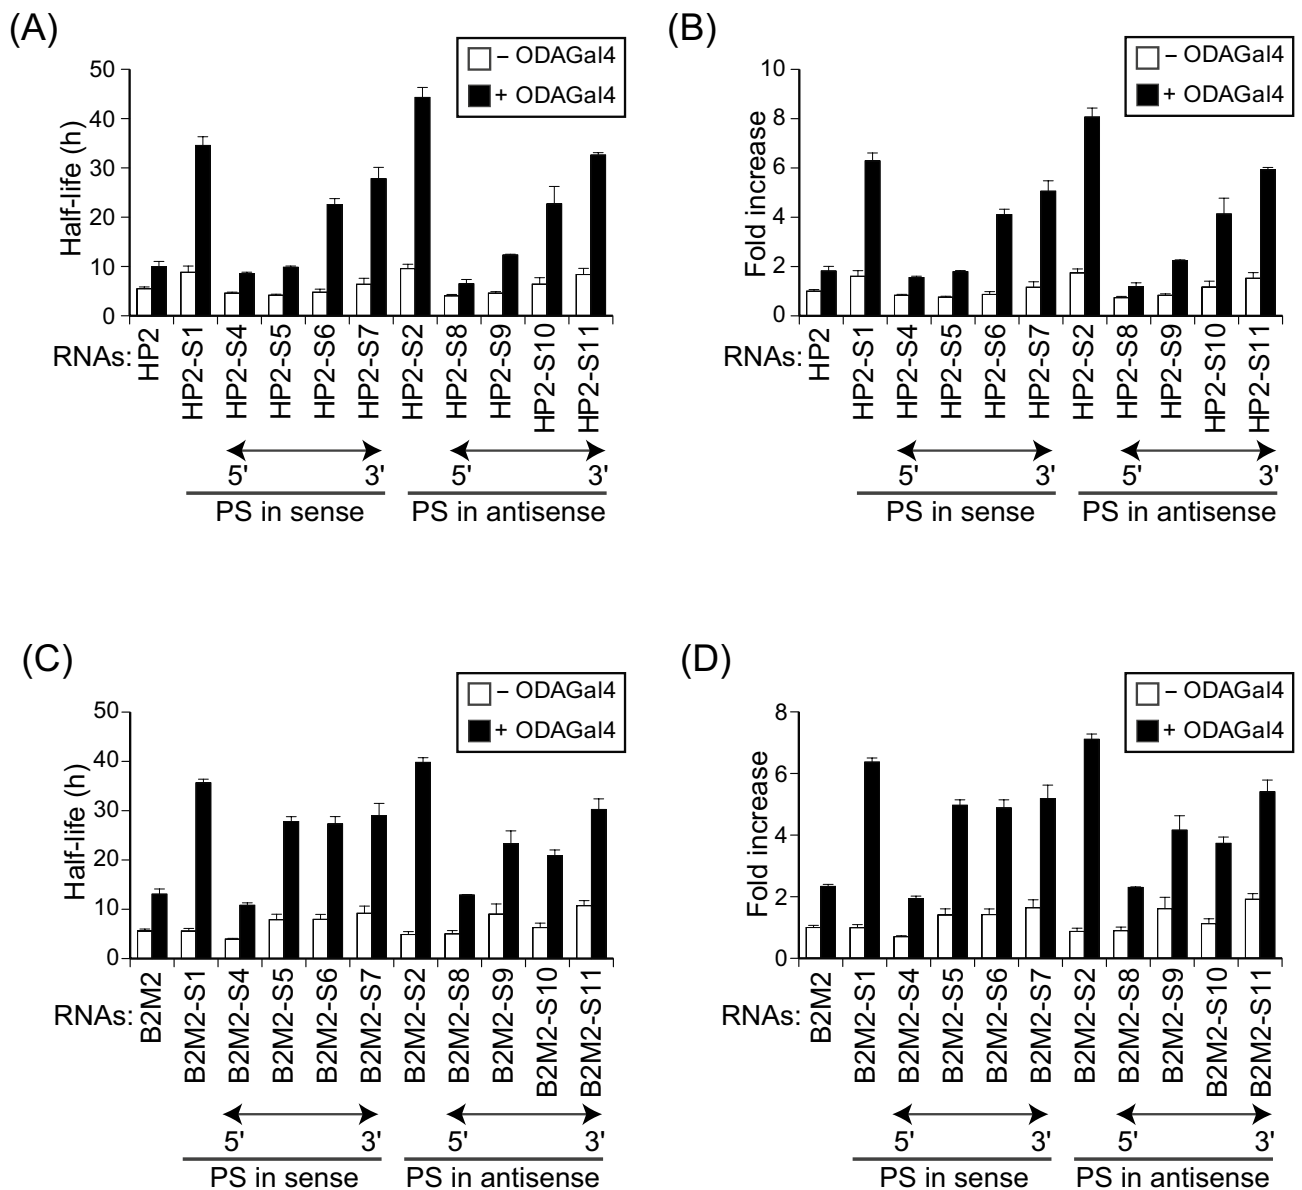 (A)
– ODAGal4
+ ODAGal4
Half-life (h)
50
40
30
20
10
0
RNAs:
HP2
HP2-S1
HP2-S4
HP2-S5
HP2-S6
HP2-S7
HP2-S2
HP2-S8
HP2-S9
HP2-S10
HP2-S11
5' 3' 5' 3'
PS in sense PS in antisense
(B)
– ODAGal4
+ ODAGal4
Fold increase
10
8
6
4
2
0
RNAs:
HP2
HP2-S1
HP2-S4
HP2-S5
HP2-S6
HP2-S7
HP2-S2
HP2-S8
HP2-S9
HP2-S10
HP2-S11
5' 3' 5' 3'
PS in sense PS in antisense
(C)
– ODAGal4
+ ODAGal4
Half-life (h)
50
40
30
20
10
0
RNAs:
B2M2
B2M2-S1
B2M2-S4
B2M2-S5
B2M2-S6
B2M2-S7
B2M2-S2
B2M2-S8
B2M2-S9
B2M2-S10
B2M2-S11
5' 3' 5' 3'
PS in sense PS in antisense
(D)
– ODAGal4
+ ODAGal4
Fold increase
8
6
4
2
0
RNAs:
B2M2
B2M2-S1
B2M2-S4
B2M2-S5
B2M2-S6
B2M2-S7
B2M2-S2
B2M2-S8
B2M2-S9
B2M2-S10
B2M2-S11
5' 3' 5' 3'
PS in sense PS in antisense